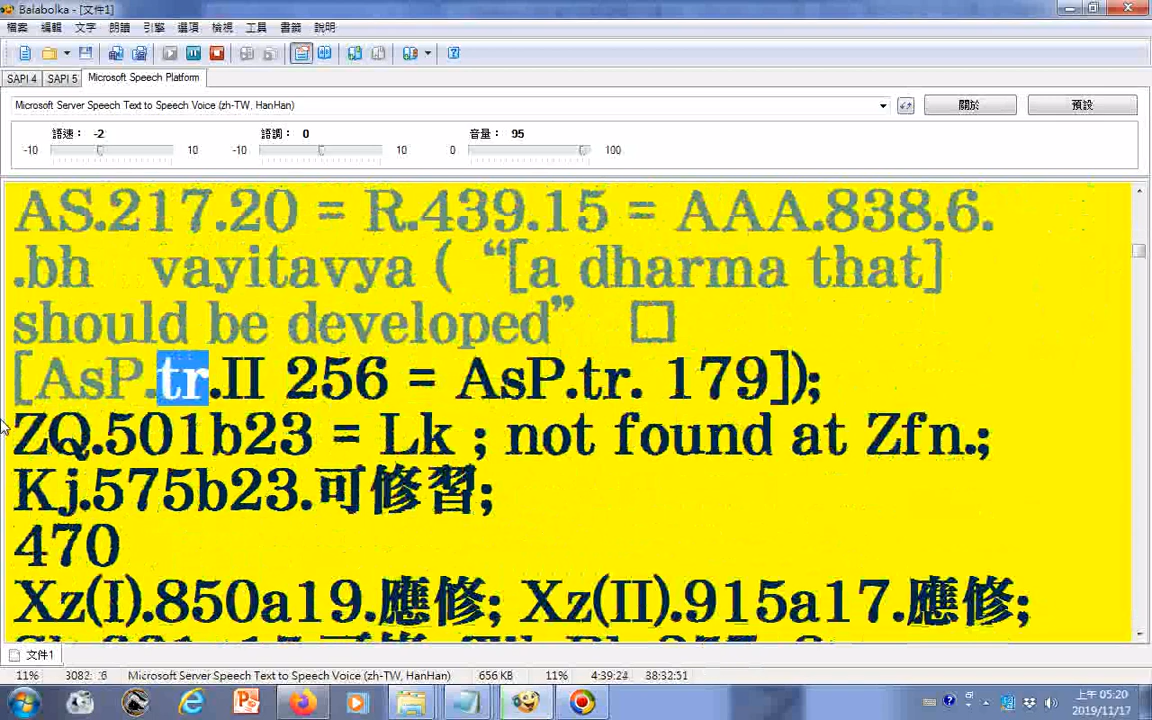 Balabolka - [文件1]
檔案 編輯 文字 朗讀 引擎 選項 檢視 工具 書籤 說明
SAPI 4 SAPI 5 Microsoft Speech Platform
Microsoft Server Speech Text to Speech Voice (zh-TW, HanHan) 關於 預設
語速： -2 語調： 0 音量： 95
-10 10 -10 10 0 100
AS.217.20 = R.439.15 = AAA.838.6.
.bh vayitavya ( “[a dharma that]
should be developed” □
[AsP.tr.II 256 = AsP.tr. 179]);
ZQ.501b23 = Lk ; not found at Zfn.;
Kj.575b23.可修習;
470
Xz(I).850a19.應修; Xz(II).915a17.應修;
文件1
11% 3082: :6 Microsoft Server Speech Text to Speech Voice (zh-TW, HanHan) 656 KB 11% 4:39:24 38:32:51
上午 05:20
2019/11/17